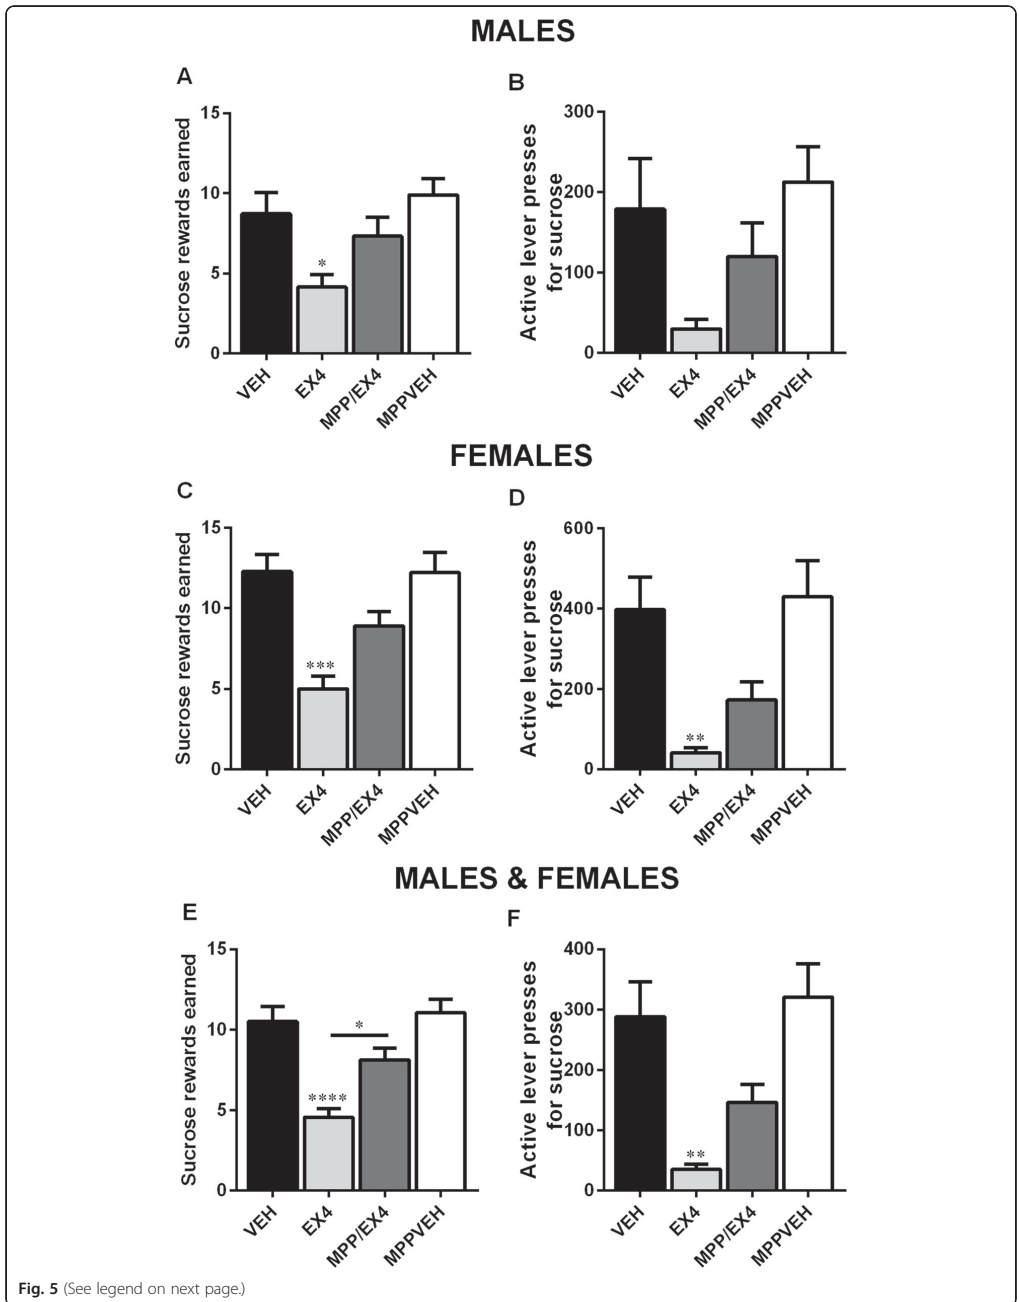 MALES
A
B
Sucrose rewards earned
15
10
5
0
*
VEH
EX4
MPP/EX4
MPPVEH
Active lever presses
for sucrose
300
200
100
0
VEH
EX4
MPP/EX4
MPPVEH
FEMALES
C
D
Sucrose rewards earned
15
10
5
0
***
VEH
EX4
MPP/EX4
MPPVEH
Active lever presses
for sucrose
600
400
200
0
**
VEH
EX4
MPP/EX4
MPPVEH
MALES & FEMALES
E
F
Sucrose rewards earned
15
10
5
0
****
*
VEH
EX4
MPP/EX4
MPPVEH
Active lever presses
for sucrose
400
300
200
100
0
**
VEH
EX4
MPP/EX4
MPPVEH
Fig. 5 (See legend on next page.)